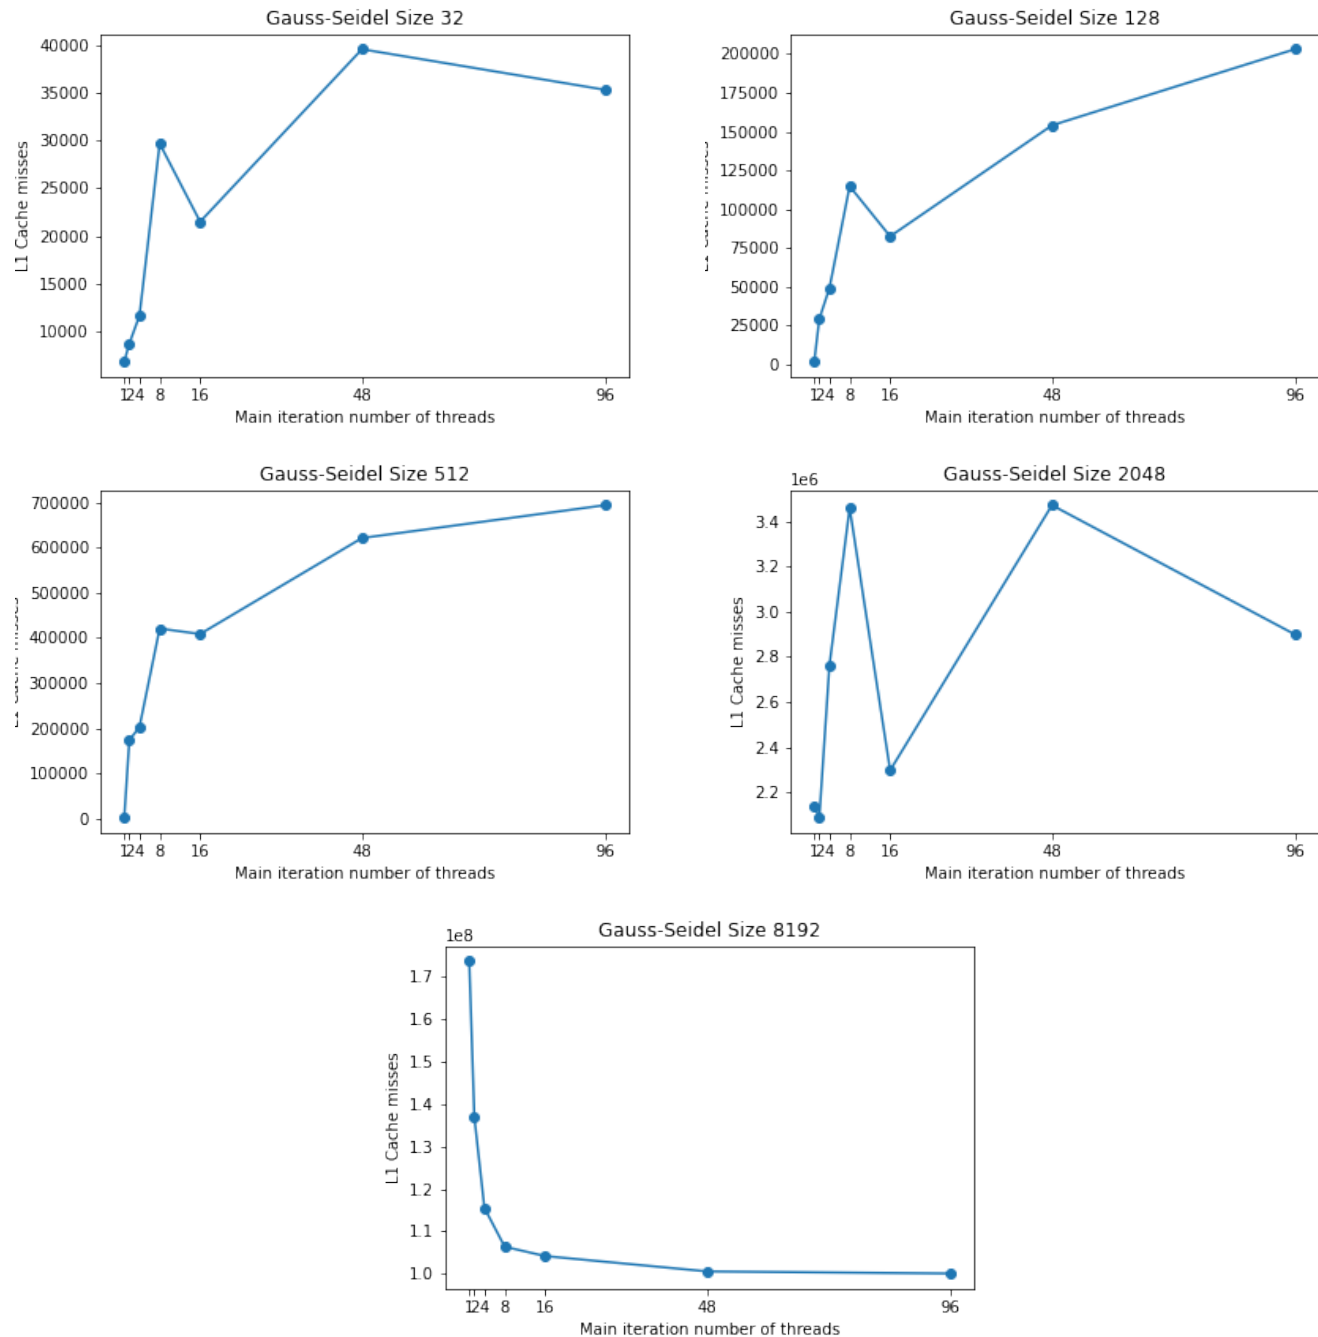 Gauss-Seidel Size 32
40000
35000
30000
25000
20000
15000
10000
L1 Cache misses
1 2 4 8 16 48 96
Main iteration number of threads
Gauss-Seidel Size 128
200000
175000
150000
125000
100000
75000
50000
25000
0
L1 Cache misses
1 2 4 8 16 48 96
Main iteration number of threads
Gauss-Seidel Size 512
700000
600000
500000
400000
300000
200000
100000
0
L1 Cache misses
1 2 4 8 16 48 96
Main iteration number of threads
Gauss-Seidel Size 2048
1e6
3.4
3.2
3.0
2.8
2.6
2.4
2.2
L1 Cache misses
1 2 4 8 16 48 96
Main iteration number of threads
Gauss-Seidel Size 8192
1e8
1.7
1.6
1.5
1.4
1.3
1.2
1.1
1.0
L1 Cache misses
1 2 4 8 16 48 96
Main iteration number of threads